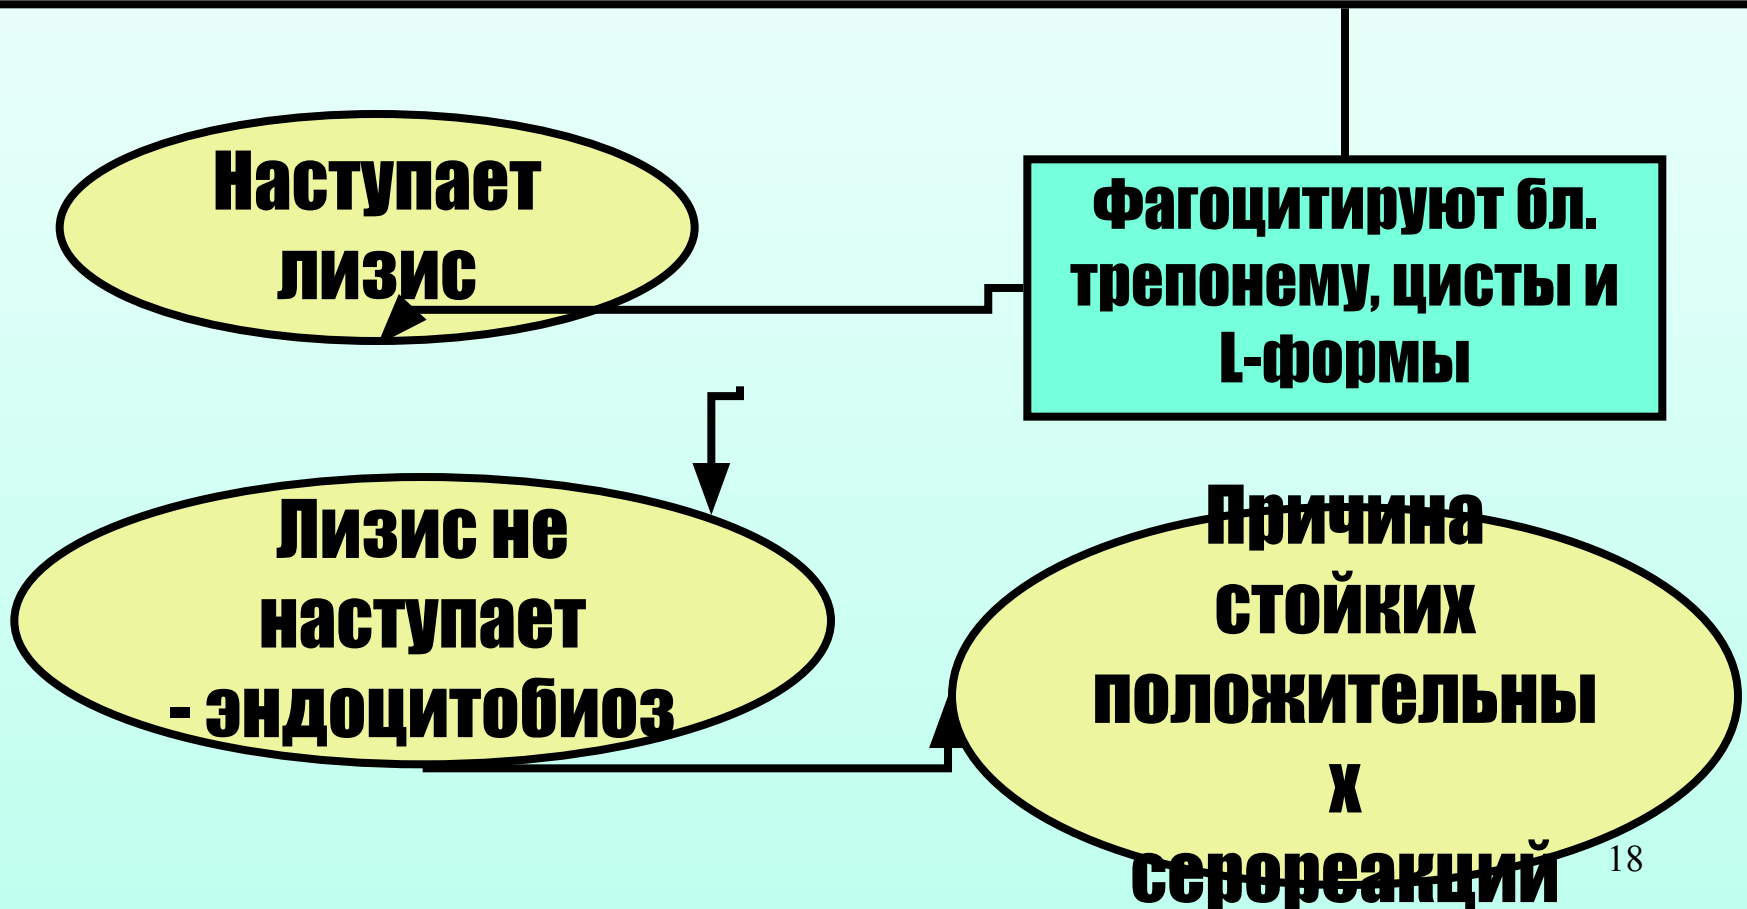 Наступает
лизис
Фагоцитируют бл.
трепонему, цисты и
L-формы
Лизис не
наступает
- эндоцитобиоз
Причина
стойких
положительны
х
серореакций
18